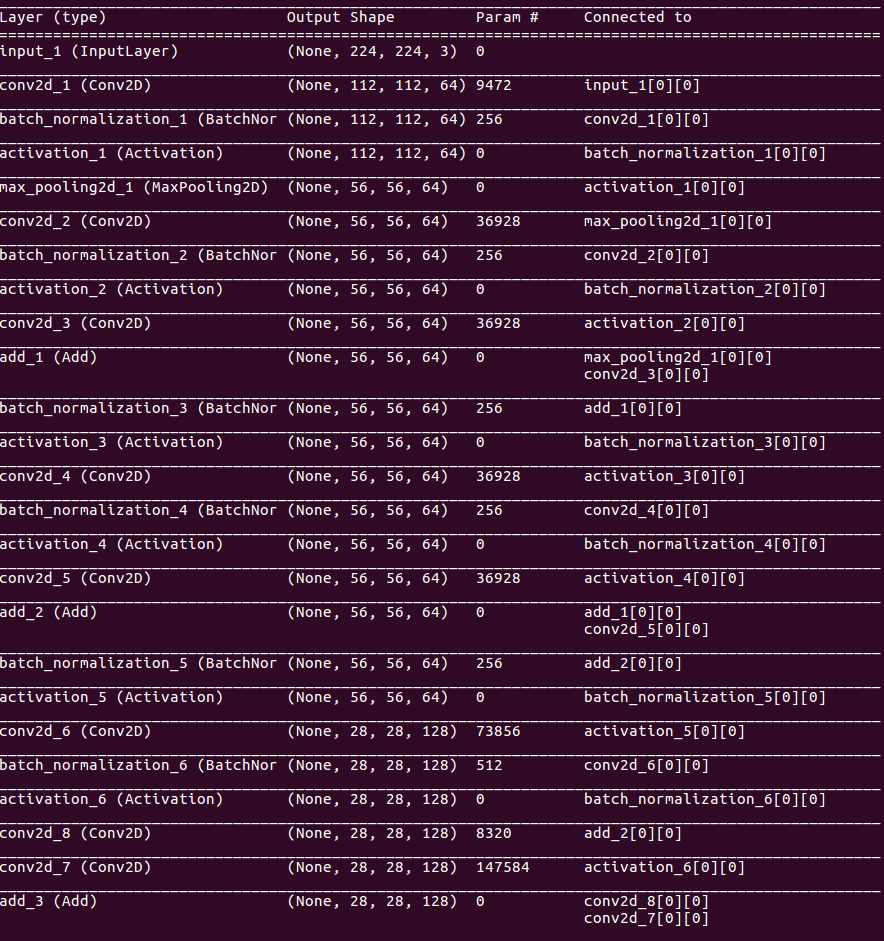 Layer (type) Output Shape Param # Connected to
================================================================================
input_1 (InputLayer) (None, 224, 224, 3) 0
conv2d_1 (Conv2D) (None, 112, 112, 64) 9472 input_1[0][0]
batch_normalization_1 (BatchNor (None, 112, 112, 64) 256 conv2d_1[0][0]
activation_1 (Activation) (None, 112, 112, 64) 0 batch_normalization_1[0][0]
max_pooling2d_1 (MaxPooling2D) (None, 56, 56, 64) 0 activation_1[0][0]
conv2d_2 (Conv2D) (None, 56, 56, 64) 36928 max_pooling2d_1[0][0]
batch_normalization_2 (BatchNor (None, 56, 56, 64) 256 conv2d_2[0][0]
activation_2 (Activation) (None, 56, 56, 64) 0 batch_normalization_2[0][0]
conv2d_3 (Conv2D) (None, 56, 56, 64) 36928 activation_2[0][0]
add_1 (Add) (None, 56, 56, 64) 0 max_pooling2d_1[0][0]
conv2d_3[0][0]
batch_normalization_3 (BatchNor (None, 56, 56, 64) 256 add_1[0][0]
activation_3 (Activation) (None, 56, 56, 64) 0 batch_normalization_3[0][0]
conv2d_4 (Conv2D) (None, 56, 56, 64) 36928 activation_3[0][0]
batch_normalization_4 (BatchNor (None, 56, 56, 64) 256 conv2d_4[0][0]
activation_4 (Activation) (None, 56, 56, 64) 0 batch_normalization_4[0][0]
conv2d_5 (Conv2D) (None, 56, 56, 64) 36928 activation_4[0][0]
add_2 (Add) (None, 56, 56, 64) 0 add_1[0][0]
conv2d_5[0][0]
batch_normalization_5 (BatchNor (None, 56, 56, 64) 256 add_2[0][0]
activation_5 (Activation) (None, 56, 56, 64) 0 batch_normalization_5[0][0]
conv2d_6 (Conv2D) (None, 28, 28, 128) 73856 activation_5[0][0]
batch_normalization_6 (BatchNor (None, 28, 28, 128) 512 conv2d_6[0][0]
activation_6 (Activation) (None, 28, 28, 128) 0 batch_normalization_6[0][0]
conv2d_8 (Conv2D) (None, 28, 28, 128) 8320 add_2[0][0]
conv2d_7 (Conv2D) (None, 28, 28, 128) 147584 activation_6[0][0]
add_3 (Add) (None, 28, 28, 128) 0 conv2d_8[0][0]
conv2d_7[0][0]